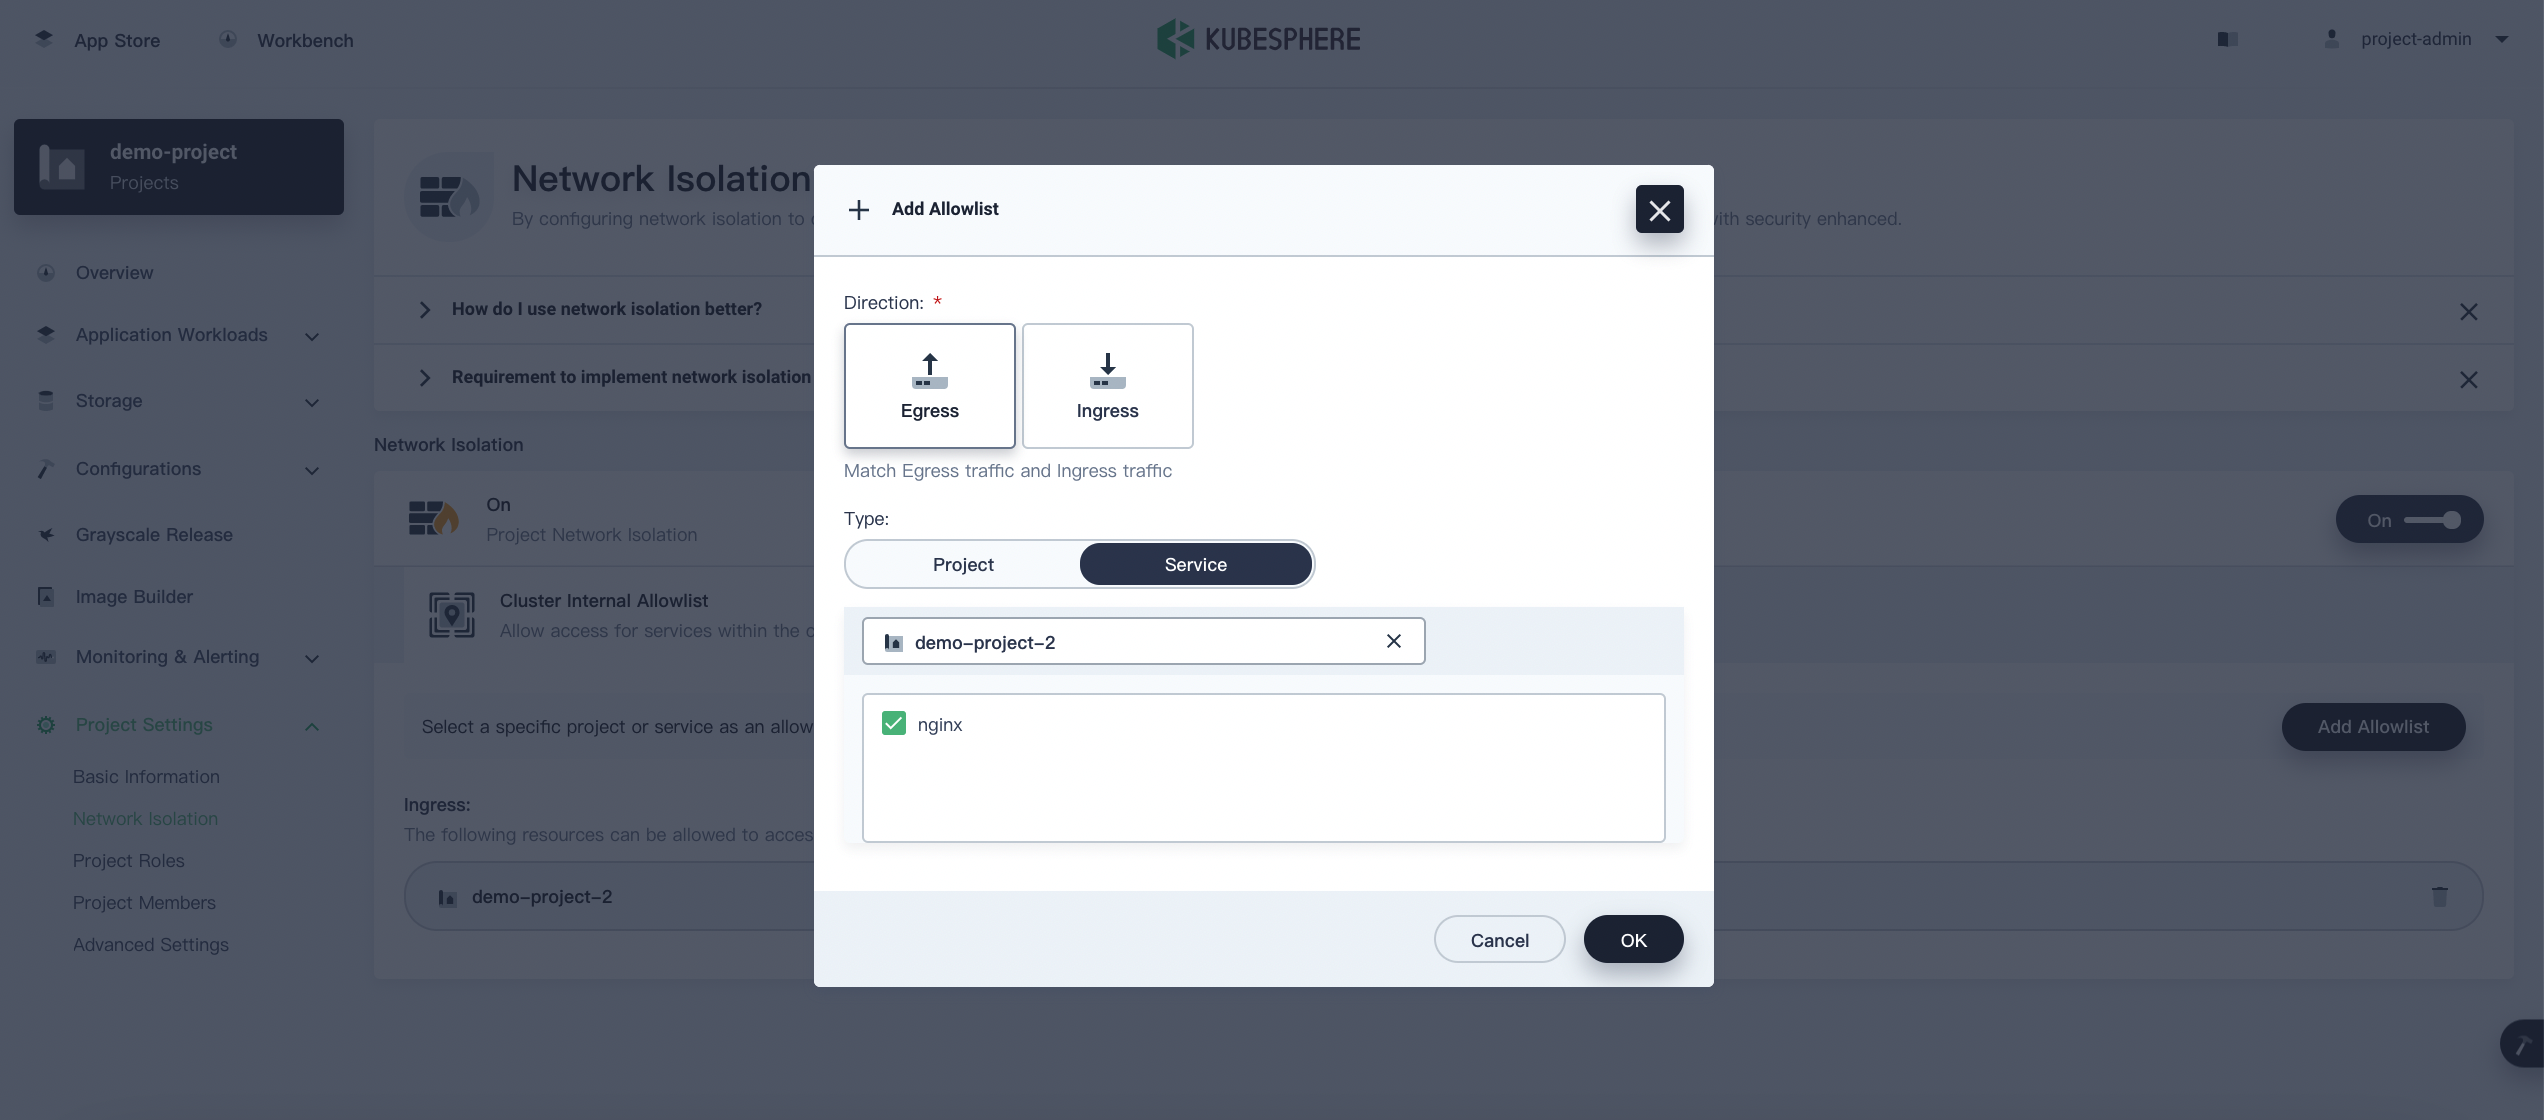 App Store
Workbench
KUBESPHERE
project-admin
demo-project
Projects
Overview
Application Workloads
Storage
Configurations
Grayscale Release
Image Builder
Monitoring & Alerting
Project Settings
Basic Information
Network Isolation
Project Roles
Project Members
Advanced Settings
Network Isolation
By configuring network isolation to
with security enhanced.
How do I use network isolation better?
Requirement to implement network isolation
Network Isolation
On
Project Network Isolation
On
Cluster Internal Allowlist
Allow access for services within the
Select a specific project or service as an allow
Add Allowlist
Ingress:
The following resources can be allowed to acces
demo-project-2
Add Allowlist
Direction: *
Egress
Ingress
Match Egress traffic and Ingress traffic
Type:
Project
Service
demo-project-2
nginx
Cancel
OK